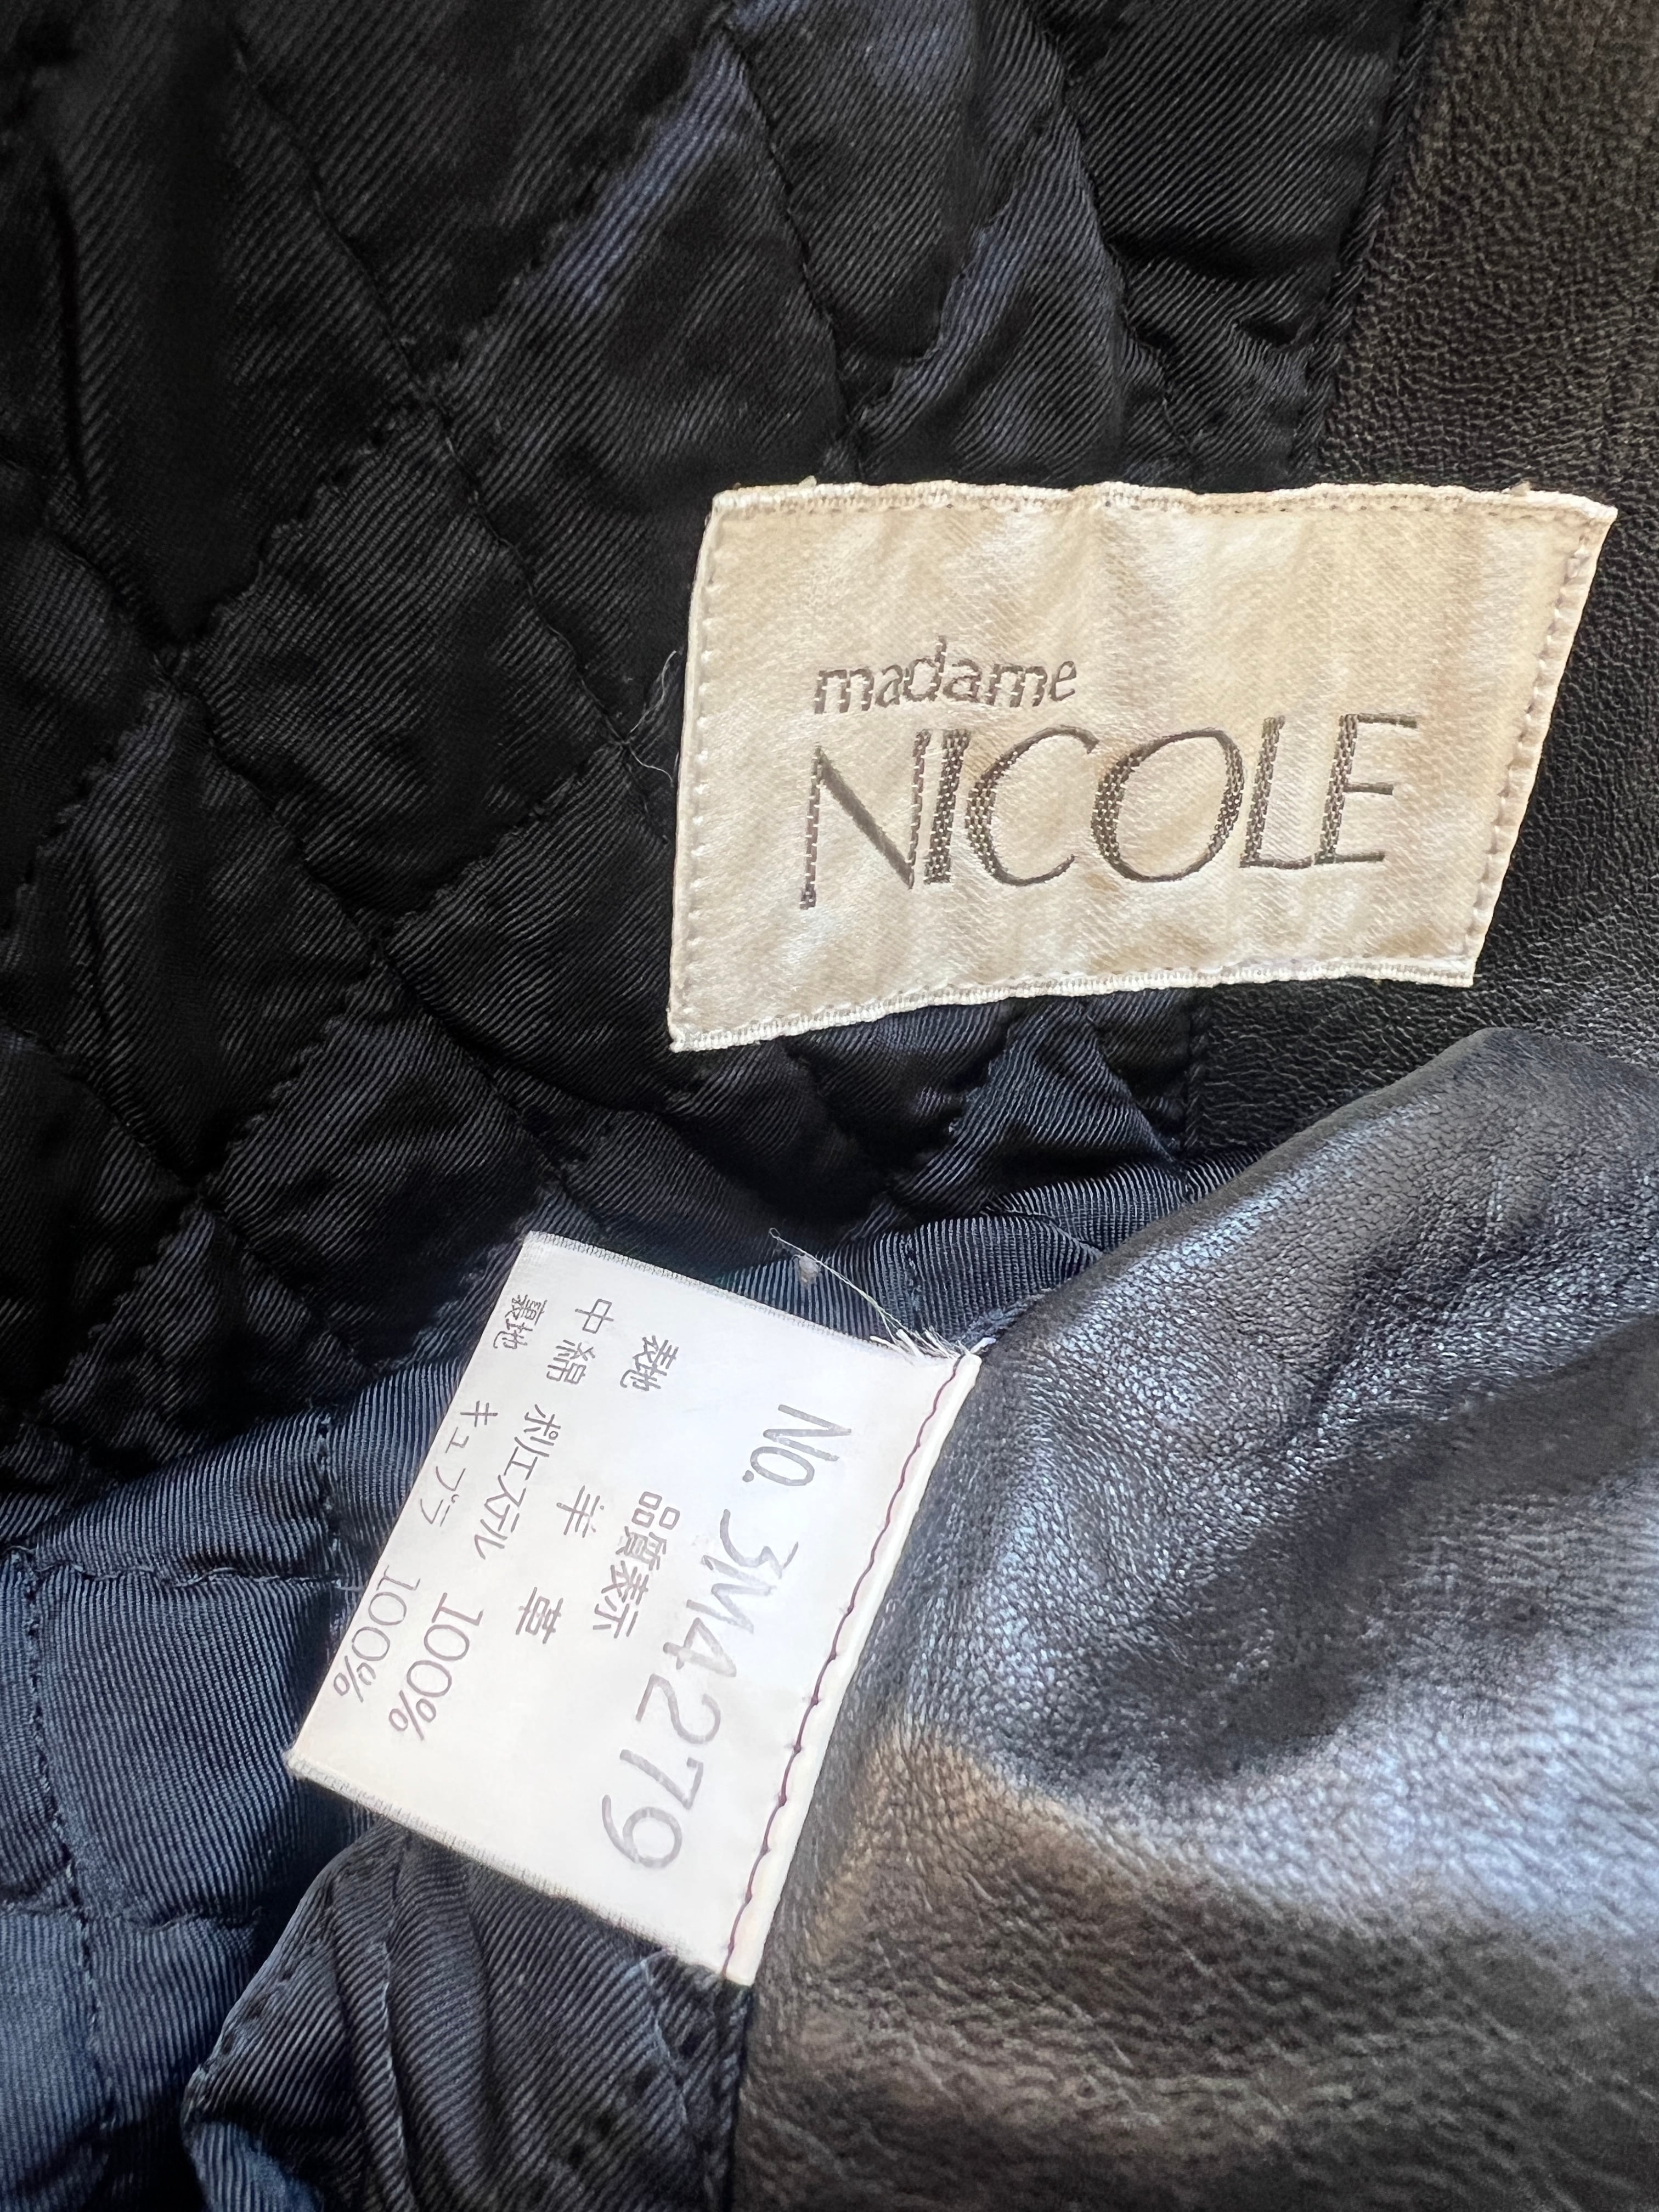 madame
NICOLE
No. 3M4279
品質表示
表地 羊 革
中綿 ポリエステル 100%
裏地 キュプラ 100%